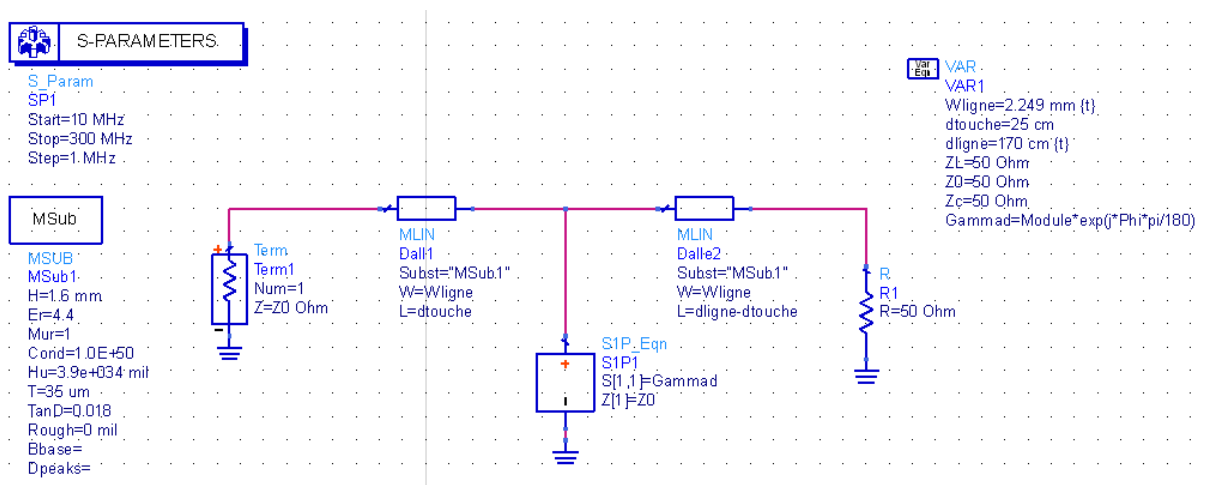 S-PARAMETERS
S_Param
SP1
Start=10 MHz
Stop=300 MHz
Step=1 MHz
Var
Eqn
VAR
VAR1
Wligne=2.249 mm {t}
dtouche=25 cm
dligne=170 cm {t}
ZL=50 Ohm
Z0=50 Ohm
Zc=50 Ohm
Gammad=Module*exp(j*Phi*pi/180)
MSub
MSUB
MSub1
H=1.6 mm
Er=4.4
Mur=1
Cond=1.0E+50
Hu=3.9e+034 mil
T=35 um
TanD=0.018
Rough=0 mil
Bbase=
Dpeaks=
+
Term
Term1
Num=1
Z=Z0 Ohm
-
MLIN
Dall1
Subst="MSub1"
W=Wligne
L=dtouche
MLIN
Dalle2
Subst="MSub1"
W=Wligne
L=dligne-dtouche
R
R1
R=50 Ohm
+
S1P_Eqn
S1P1
S[1,1]=Gammad
Z[1]=Z0